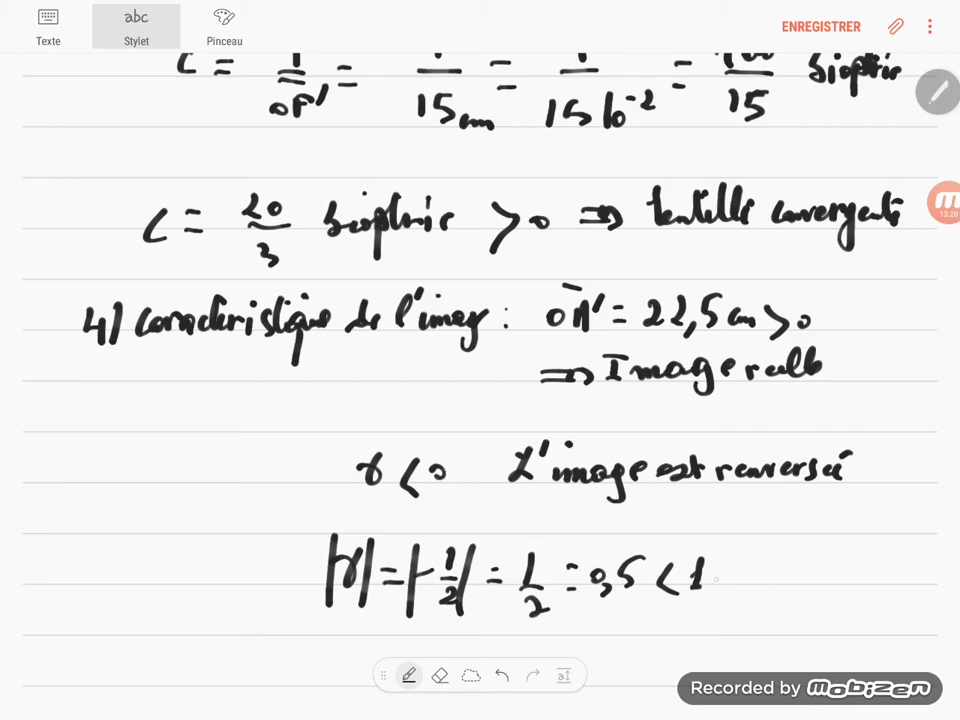 Texte abc Stylet Pinceau ENREGISTRER
C = 1/OF' = 1/15cm = 1/15 10⁻² = 100/15 dioptrie
13:20
C = 20/3 dioptrie > 0 ⇒ lentille convergente
4) caractéristique de l'imag : OA' = 22,5 cm > 0
⇒ Image reelle
γ < 0 L'image est renversée
|γ| = |-1/2| = 1/2 = 0,5 < 1
Recorded by mobizen